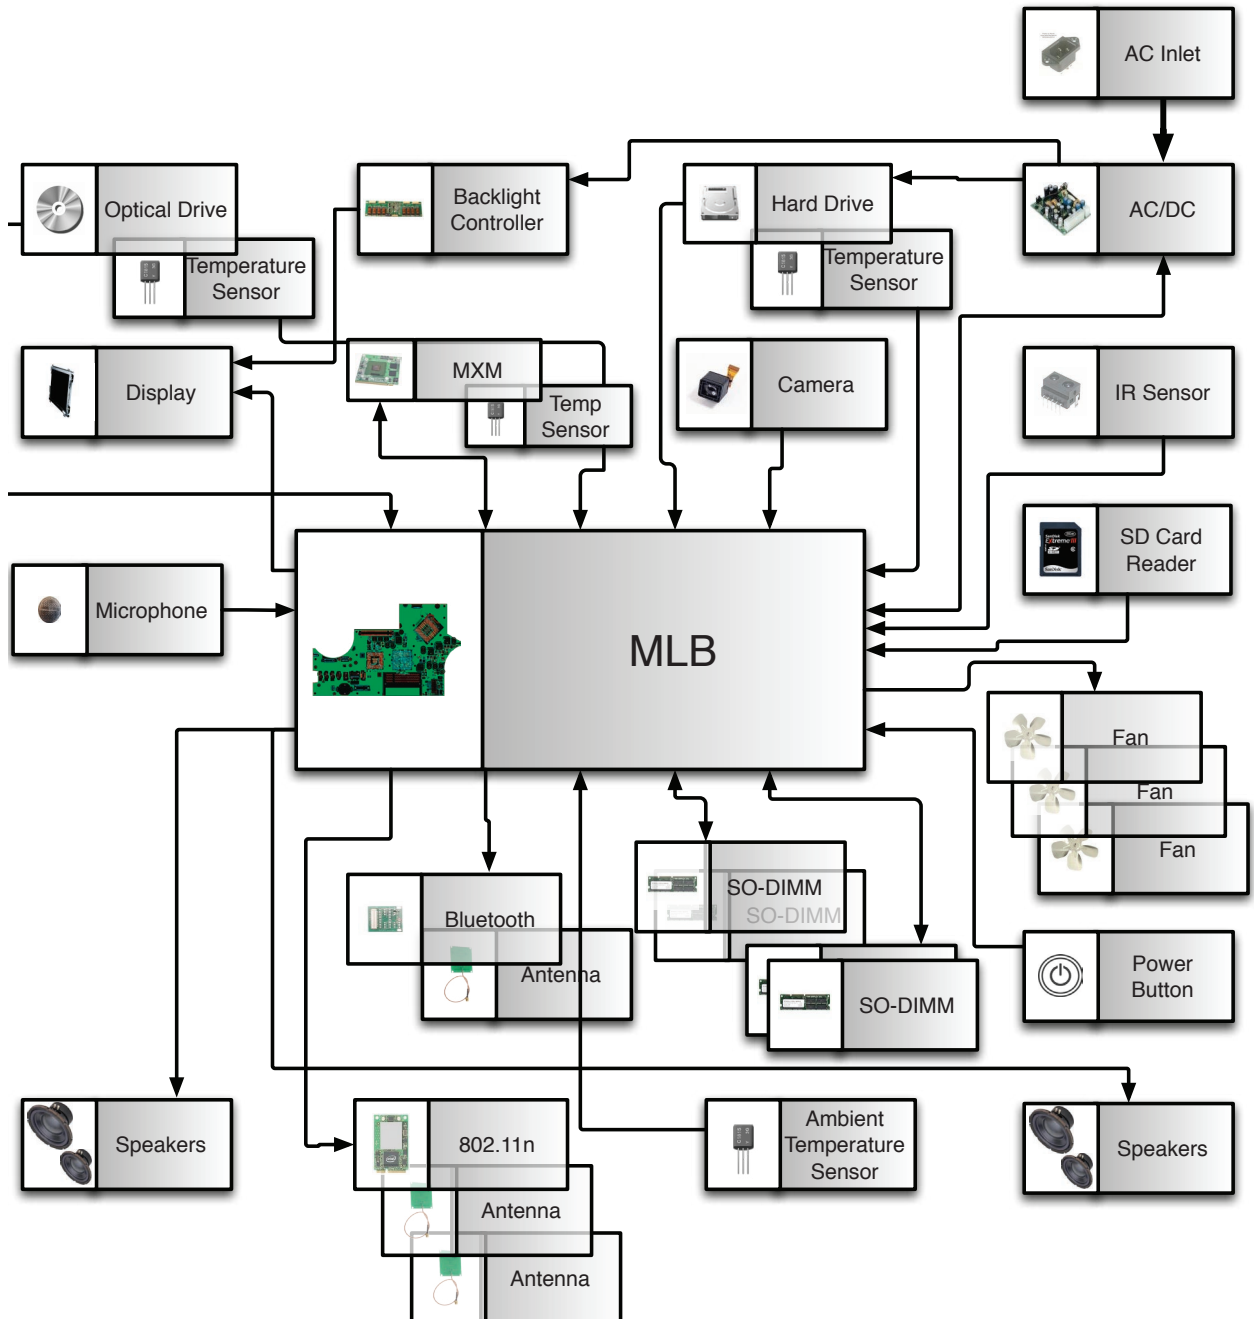 AC Inlet
Optical Drive
Backlight
Controller
Hard Drive
AC/DC
Temperature
Sensor
Temperature
Sensor
Display
MXM
Temp
Sensor
Camera
IR Sensor
SD Card
Reader
Microphone
MLB
Fan
Fan
Fan
SO-DIMM
SO-DIMM
Bluetooth
Antenna
SO-DIMM
Power
Button
Speakers
802.11n
Ambient
Temperature
Sensor
Speakers
Antenna
Antenna